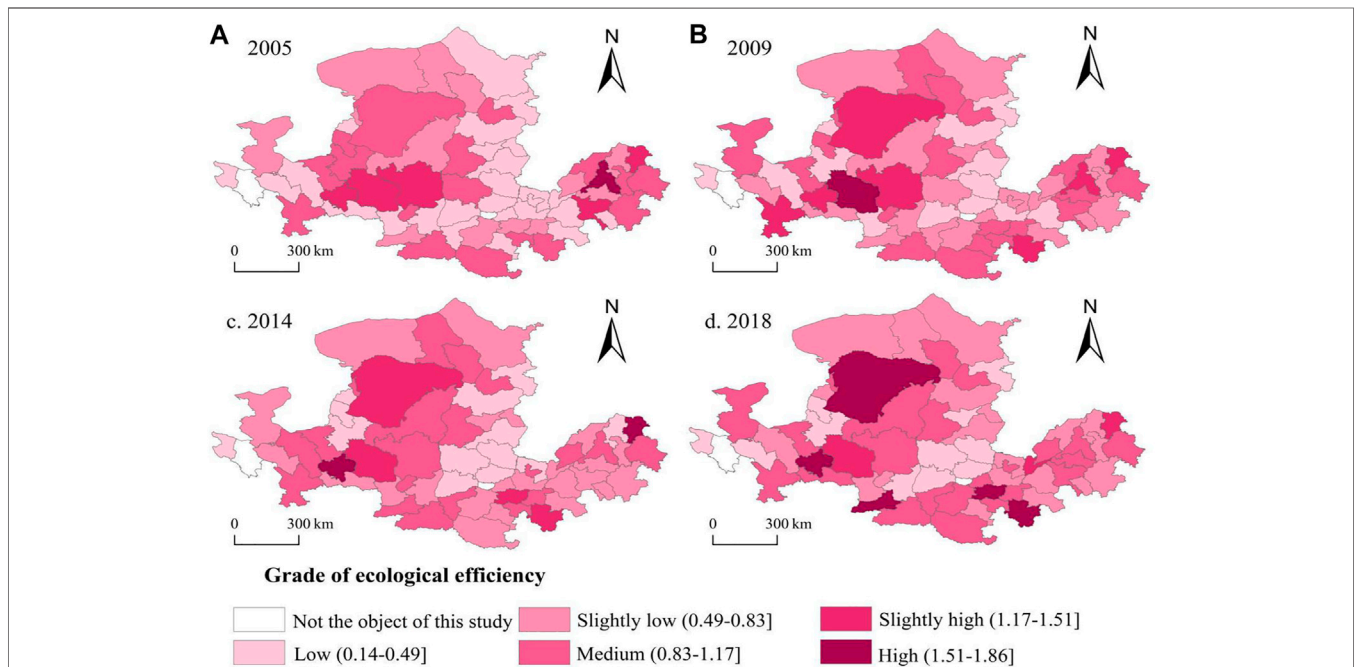 A 2005 N
0 300 km
B 2009 N
0 300 km
c. 2014 N
0 300 km
d. 2018 N
0 300 km
Grade of ecological efficiency
Not the object of this study
Slightly low (0.49-0.83]
Slightly high (1.17-1.51]
Low (0.14-0.49]
Medium (0.83-1.17]
High (1.51-1.86]